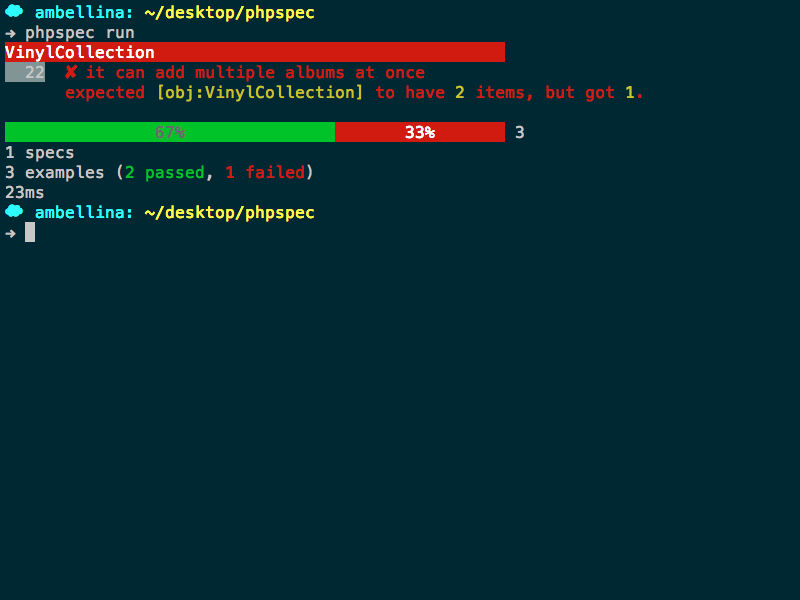 ambellina: ~/desktop/phpspec
→ phpspec run
VinylCollection
22 ✘ it can add multiple albums at once
expected [obj:VinylCollection] to have 2 items, but got 1.
67% 33% 3
1 specs
3 examples (2 passed, 1 failed)
23ms
ambellina: ~/desktop/phpspec
→